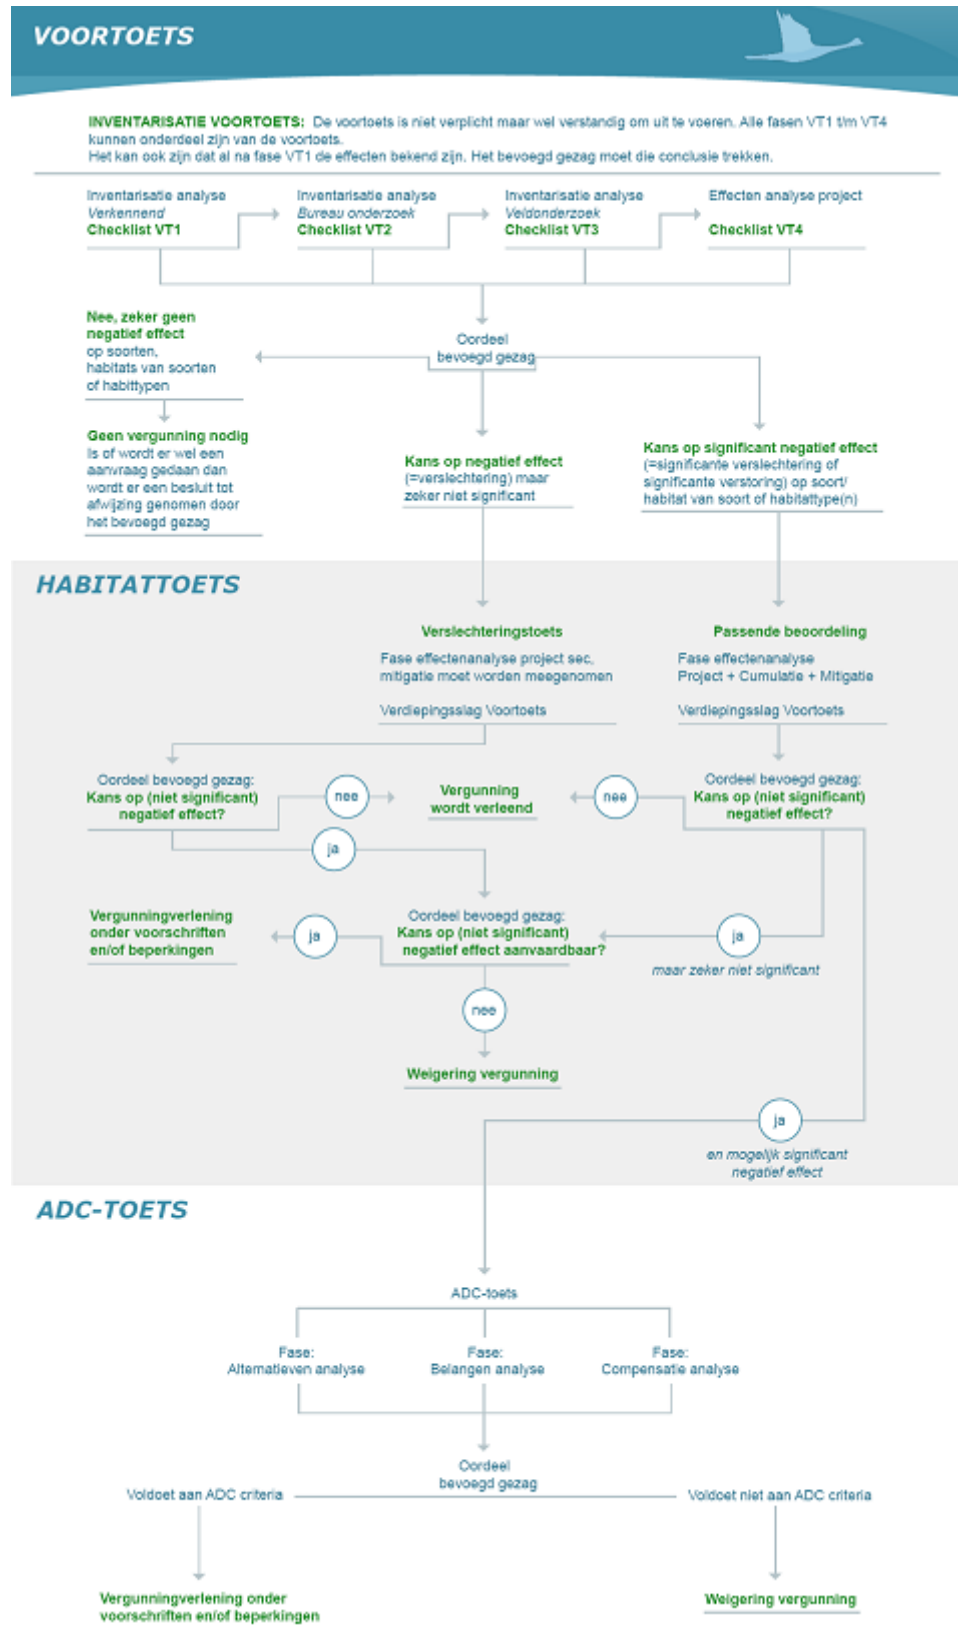 VOORTOETS
INVENTARISATIE VOORTOETS: De voortoets is niet verplicht maar wel verstandig om uit te voeren. Alle fasen VT1 t/m VT4
kunnen onderdeel zijn van de voortoets.
Het kan ook zijn dat al na fase VT1 de effecten bekend zijn. Het bevoegd gezag moet die conclusie trekken.
Inventarisatie analyse
Verkennend
Checklist VT1
Inventarisatie analyse
Bureau onderzoek
Checklist VT2
Inventarisatie analyse
Veldonderzoek
Checklist VT3
Effecten analyse project
Checklist VT4
Oordeel
bevoegd gezag
Nee, zeker geen
negatief effect
op soorten,
habitats van soorten
of habittypen
Geen vergunning nodig
Is of wordt er wel een
aanvraag gedaan dan
wordt er een besluit tot
afwijzing genomen door
het bevoegd gezag
Kans op negatief effect
(=verslechtering) maar
zeker niet significant
Kans op significant negatief effect
(=significante verslechtering of
significante verstoring) op soort/
habitat van soort of habitattype(n)
HABITATTOETS
Verslechteringstoets
Fase effectenanalyse project sec,
mitigatie moet worden meegenomen
Verdiepingsslag Voortoets
Passende beoordeling
Fase effectenanalyse
Project + Cumulatie + Mitigatie
Verdiepingsslag Voortoets
Oordeel bevoegd gezag:
Kans op (niet significant)
negatief effect?
nee
Vergunning
wordt verleend
nee
Oordeel bevoegd gezag:
Kans op (niet significant)
negatief effect?
ja
Vergunningverlening
onder voorschriften
en/of beperkingen
ja
Oordeel bevoegd gezag:
Kans op (niet significant)
negatief effect aanvaardbaar?
ja
maar zeker niet significant
nee
Weigering vergunning
ja
en mogelijk significant
negatief effect
ADC-TOETS
ADC-toets
Fase:
Alternatieven analyse
Fase:
Belangen analyse
Fase:
Compensatie analyse
Oordeel
bevoegd gezag
Voldoet aan ADC criteria
Voldoet niet aan ADC criteria
Vergunningverlening onder
voorschriften en/of beperkingen
Weigering vergunning